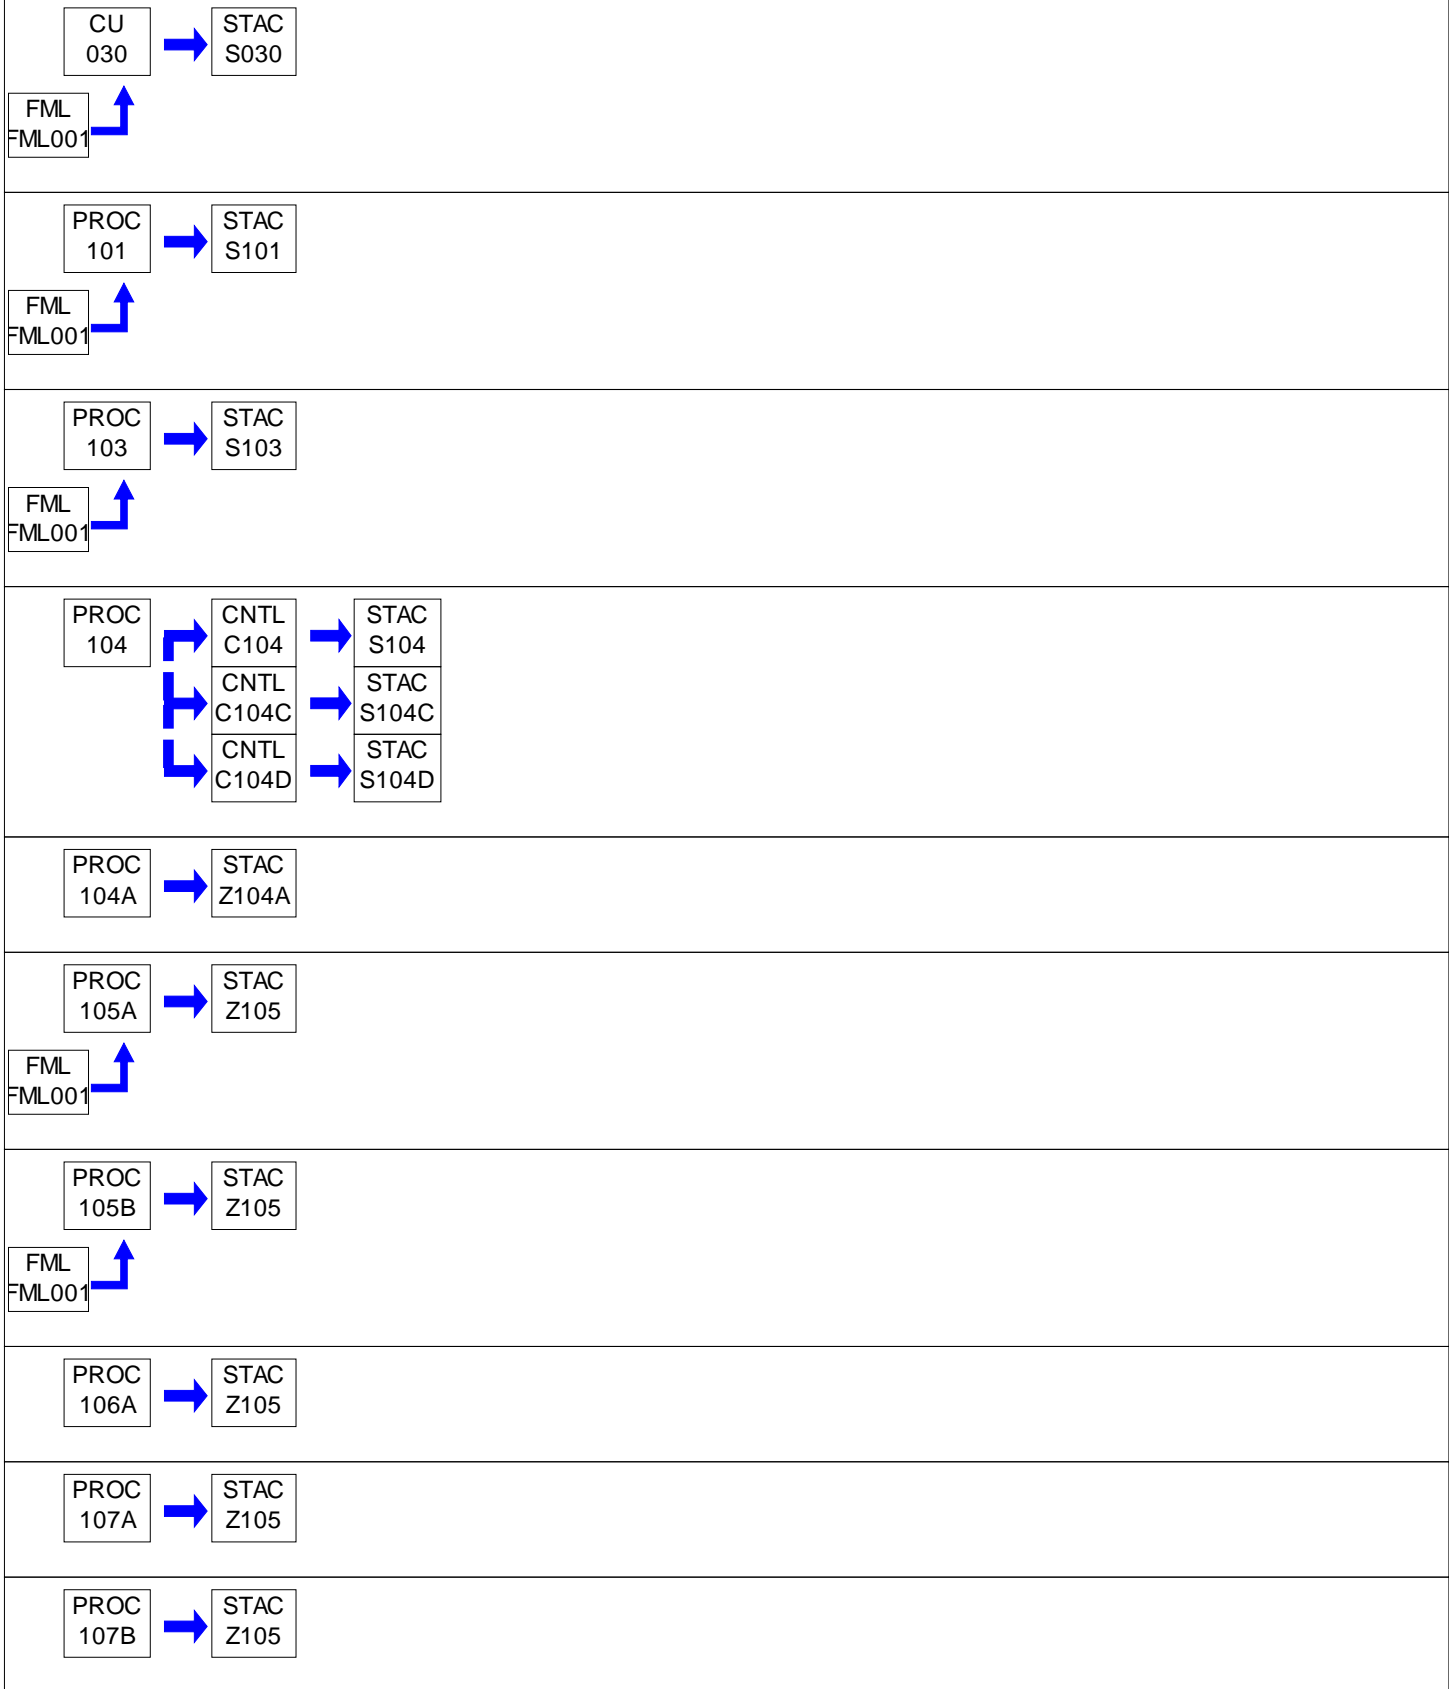 CU
030
STAC
S030
FML
FML001
PROC
101
STAC
S101
FML
FML001
PROC
103
STAC
S103
FML
FML001
PROC
104
CNTL
C104
STAC
S104
CNTL
C104C
STAC
S104C
CNTL
C104D
STAC
S104D
PROC
104A
STAC
Z104A
PROC
105A
STAC
Z105
FML
FML001
PROC
105B
STAC
Z105
FML
FML001
PROC
106A
STAC
Z105
PROC
107A
STAC
Z105
PROC
107B
STAC
Z105